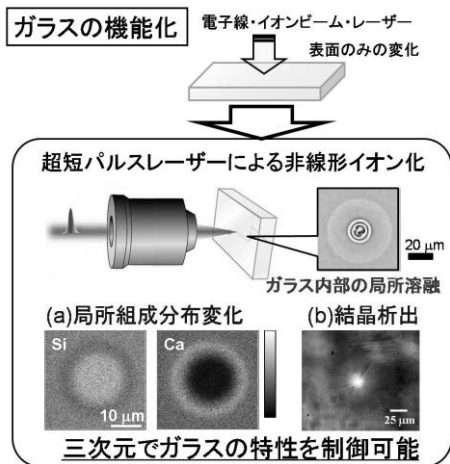 ガラスの機能化
電子線・イオンビーム・レーザー
表面のみの変化
超短パルスレーザーによる非線形イオン化
20 μm
ガラス内部の局所溶融
(a)局所組成分布変化
(b)結晶析出
Si
Ca
10 μm
25 μm
三次元でガラスの特性を制御可能